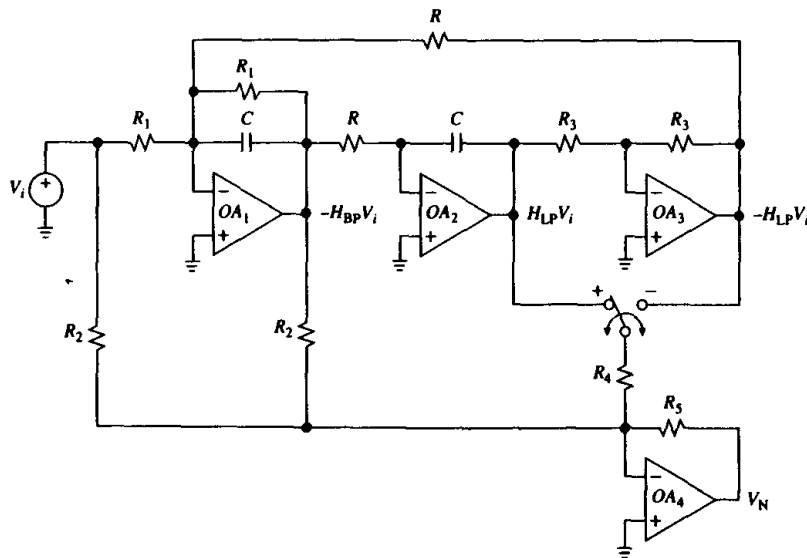 R
R1
R1 C R C R3 R3
Vi + − OA1 + −HBPVi − OA2 + HLPVi − OA3 + −HLPVi
+ −
R2 R2 R4
R5
− OA4 + VN